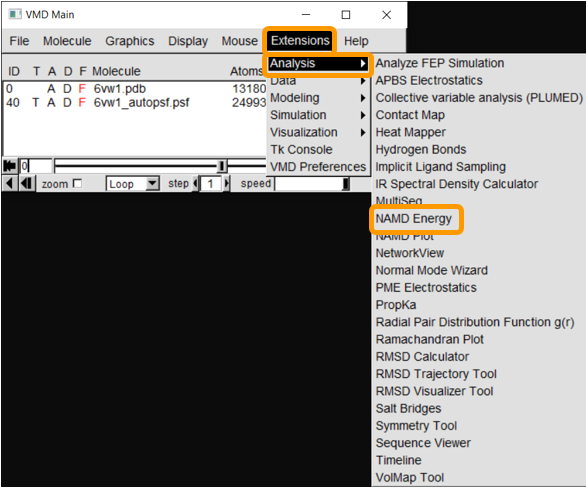 VMD Main
File Molecule Graphics Display Mouse Extensions Help
ID T A D F Molecule Atoms
0 A D F 6vw1.pdb 13180
40 T A D F 6vw1_autopsf.psf 24993
0
zoom Loop step 1 speed
Analysis
Data
Modeling
Simulation
Visualization
Tk Console
VMD Preferences
Analyze FEP Simulation
APBS Electrostatics
Collective variable analysis (PLUMED)
Contact Map
Heat Mapper
Hydrogen Bonds
Implicit Ligand Sampling
IR Spectral Density Calculator
MultiSeq
NAMD Energy
NAMD Plot
NetworkView
Normal Mode Wizard
PME Electrostatics
PropKa
Radial Pair Distribution Function g(r)
Ramachandran Plot
RMSD Calculator
RMSD Trajectory Tool
RMSD Visualizer Tool
Salt Bridges
Symmetry Tool
Sequence Viewer
Timeline
VolMap Tool